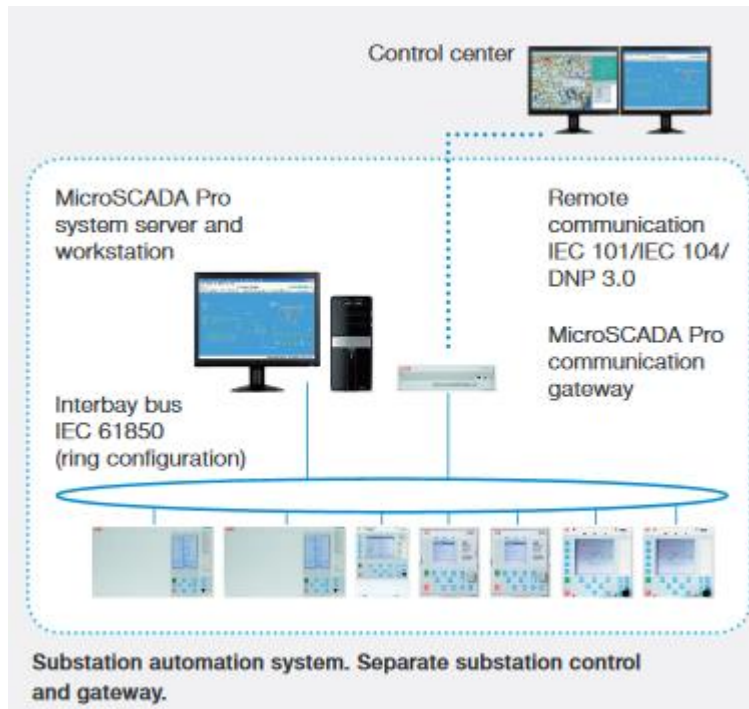 Control center
MicroSCADA Pro
system server and
workstation
Remote
communication
IEC 101/IEC 104/
DNP 3.0
MicroSCADA Pro
communication
gateway
Interbay bus
IEC 61850
(ring configuration)
Substation automation system. Separate substation control
and gateway.